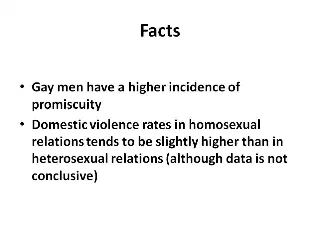 Facts
• Gay men have a higher incidence of
promiscuity
• Domestic violence rates in homosexual
relations tends to be slightly higher than in
heterosexual relations (although data is not
conclusive)